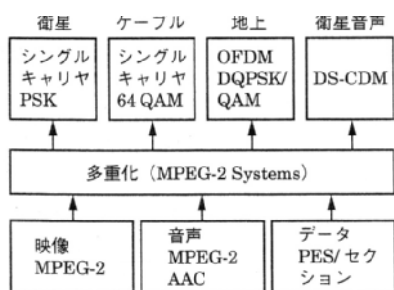 衛星 ケーブル 地上 衛星音声
シングル
キャリヤ
PSK
シングル
キャリヤ
64 QAM
OFDM
DQPSK/
QAM
DS-CDM
多重化（MPEG-2 Systems）
映像
MPEG-2
音声
MPEG-2
AAC
データ
PES/セク
ション